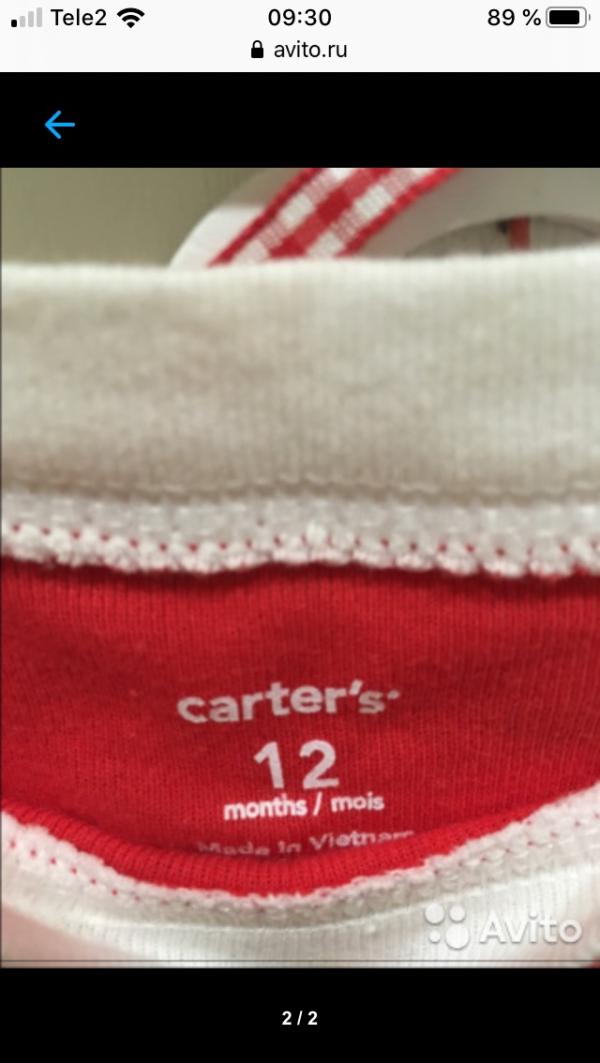 Tele2 09:30 89 %
avito.ru
carter's
12
months / mois
Made In Vietnam
Avito
2 / 2